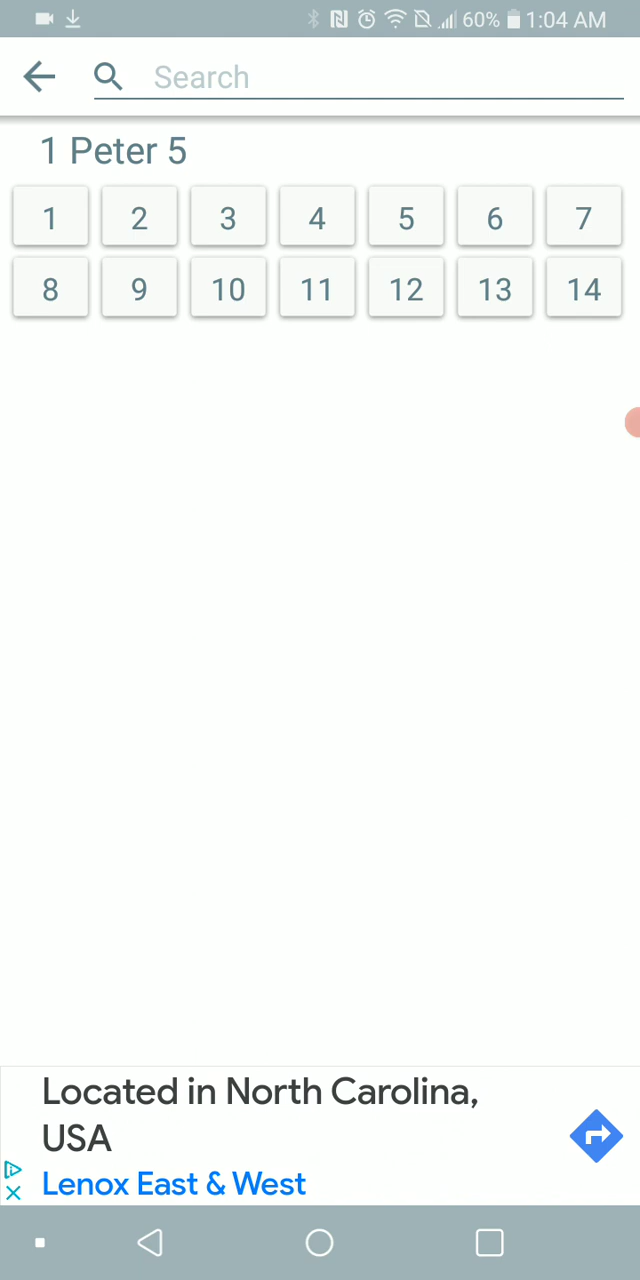 60% 1:04 AM
Search
1 Peter 5
1 2 3 4 5 6 7
8 9 10 11 12 13 14
Located in North Carolina,
USA
Lenox East & West